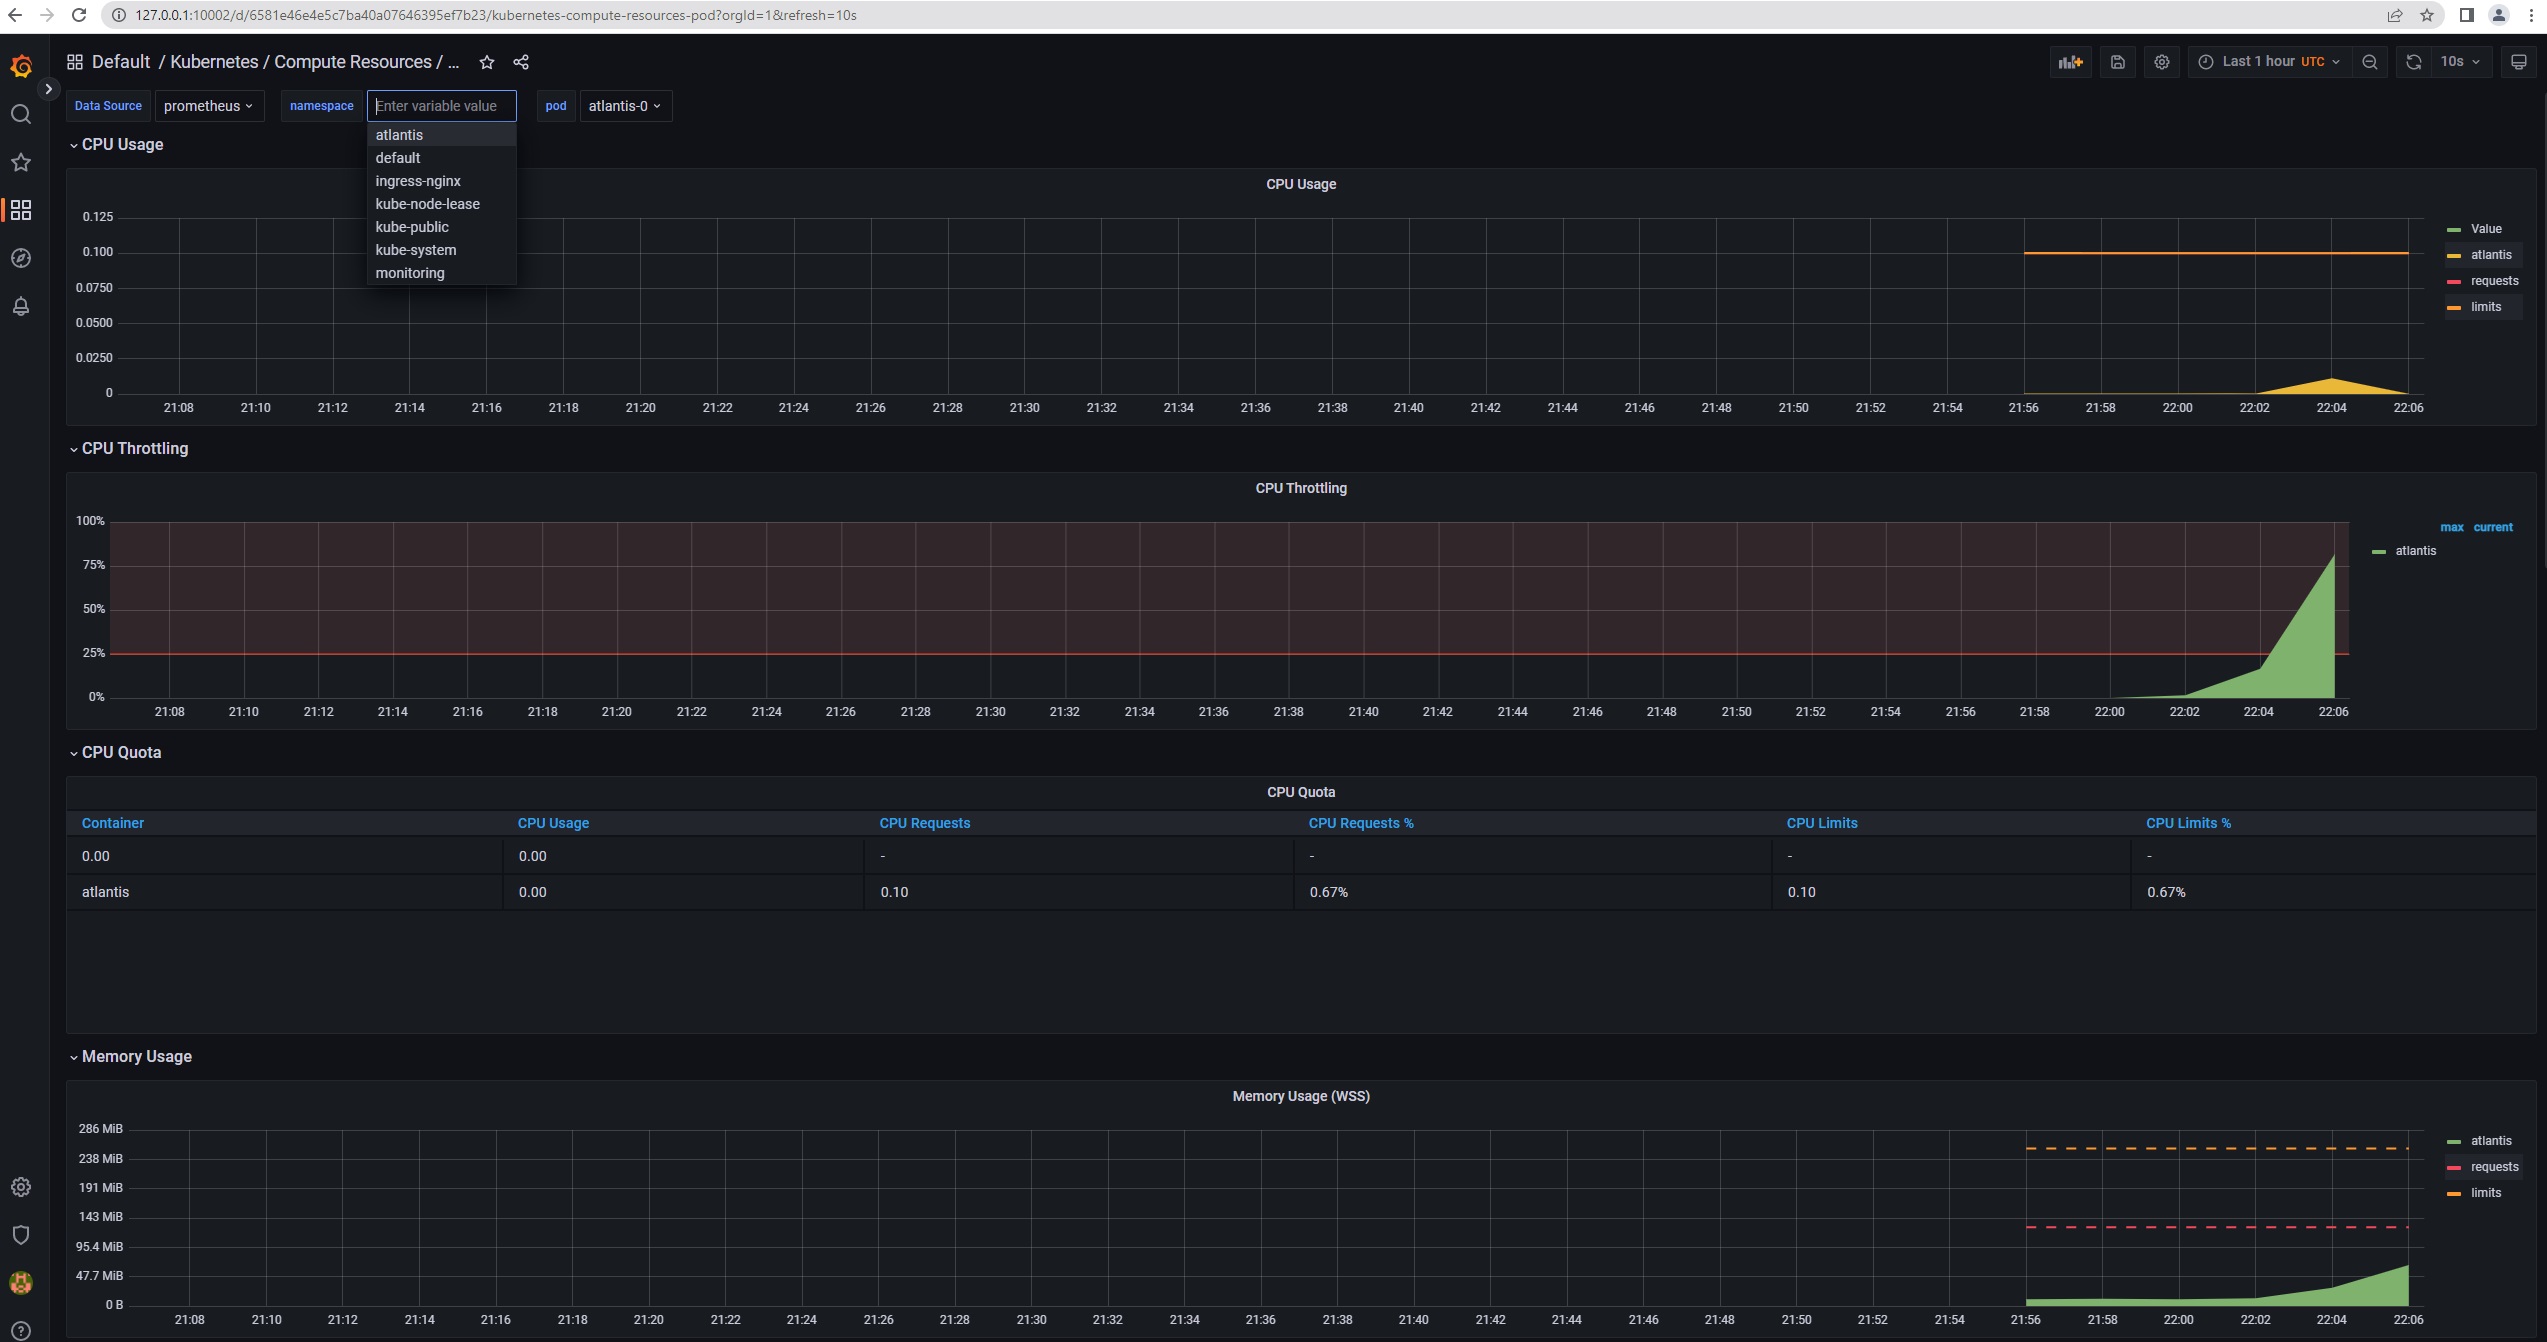 127.0.0.1:10002/d/6581e46e4e5c7ba40a07646395ef7b23/kubernetes-compute-resources-pod?orgId=1&refresh=10s
Default / Kubernetes / Compute Resources / ...
Last 1 hour UTC
10s
Data Source prometheus namespace Enter variable value pod atlantis-0
atlantis
default
ingress-nginx
kube-node-lease
kube-public
kube-system
monitoring
CPU Usage
CPU Usage
0.125
0.100
0.0750
0.0500
0.0250
0
21:08 21:10 21:12 21:14 21:16 21:18 21:20 21:22 21:24 21:26 21:28 21:30 21:32 21:34 21:36 21:38 21:40 21:42 21:44 21:46 21:48 21:50 21:52 21:54 21:56 21:58 22:00 22:02 22:04 22:06
Value
atlantis
requests
limits
CPU Throttling
CPU Throttling
100%
75%
50%
25%
0%
21:08 21:10 21:12 21:14 21:16 21:18 21:20 21:22 21:24 21:26 21:28 21:30 21:32 21:34 21:36 21:38 21:40 21:42 21:44 21:46 21:48 21:50 21:52 21:54 21:56 21:58 22:00 22:02 22:04 22:06
max current
atlantis
CPU Quota
CPU Quota
Container CPU Usage CPU Requests CPU Requests % CPU Limits CPU Limits %
0.00 0.00 - - - -
atlantis 0.00 0.10 0.67% 0.10 0.67%
Memory Usage
Memory Usage (WSS)
286 MiB
238 MiB
191 MiB
143 MiB
95.4 MiB
47.7 MiB
0 B
21:08 21:10 21:12 21:14 21:16 21:18 21:20 21:22 21:24 21:26 21:28 21:30 21:32 21:34 21:36 21:38 21:40 21:42 21:44 21:46 21:48 21:50 21:52 21:54 21:56 21:58 22:00 22:02 22:04 22:06
atlantis
requests
limits